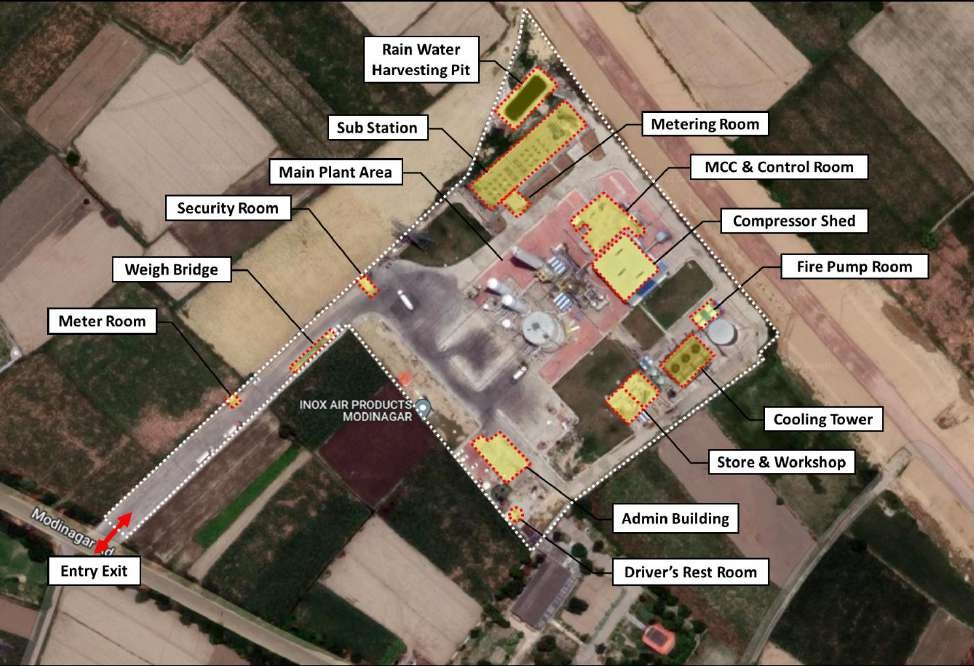 Rain Water
Harvesting Pit
Sub Station
Metering Room
Main Plant Area
MCC & Control Room
Security Room
Compressor Shed
Weigh Bridge
Fire Pump Room
Meter Room
INOX AIR PRODUCTS
MODINAGAR
Cooling Tower
Store & Workshop
Admin Building
Modinagar Rd
Entry Exit
Driver's Rest Room